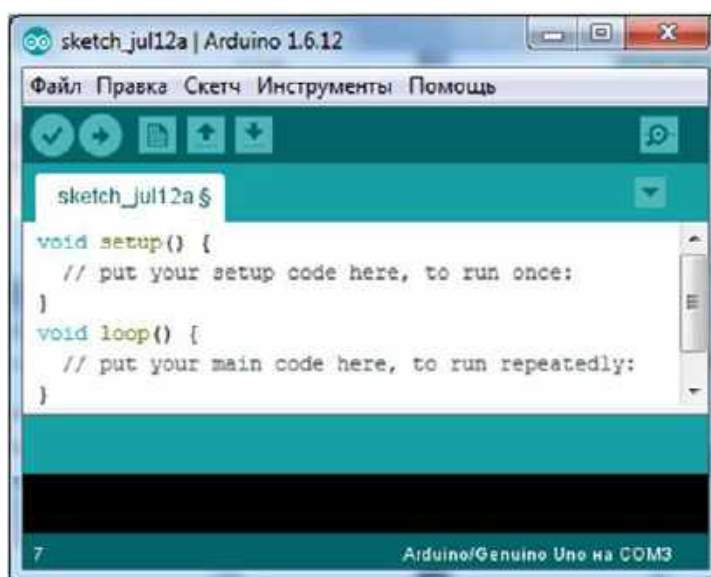 sketch_jul12a | Arduino 1.6.12
Файл Правка Скетч Инструменты Помощь
sketch_jul12a §
void setup() {
  // put your setup code here, to run once:
}
void loop() {
  // put your main code here, to run repeatedly:
}
7
Arduino/Genuino Uno на COM3